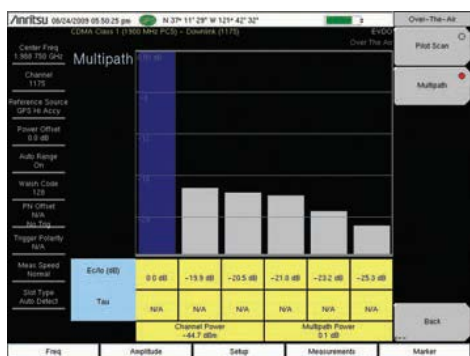 Anritsu 08/24/2009 05:50:25 pm N 37° 11' 29" W 121° 42' 32" Over-The-Air
CDMA Class 1 (1900 MHz PCS) - Downlink (1175) EVDO
Over The Air
Pilot Scan
Center Freq
1.988 750 GHz
Multipath
Channel
1175
Multipath
Reference Source
GPS Hi Accy
Power Offset
0.0 dB
Auto Range
On
Walsh Code
128
PN Offset
N/A
No Trig
Trigger Polarity
N/A
Meas Speed
Normal
Slot Type
Auto Detect
Ec/Io (dB) 0.0 dB -19.9 dB -20.5 dB -21.0 dB -23.2 dB -25.3 dB
Tau N/A N/A N/A N/A N/A N/A
Channel Power Multipath Power
-44.7 dBm 0.1 dB
Back
Freq Amplitude Setup Measurements Marker